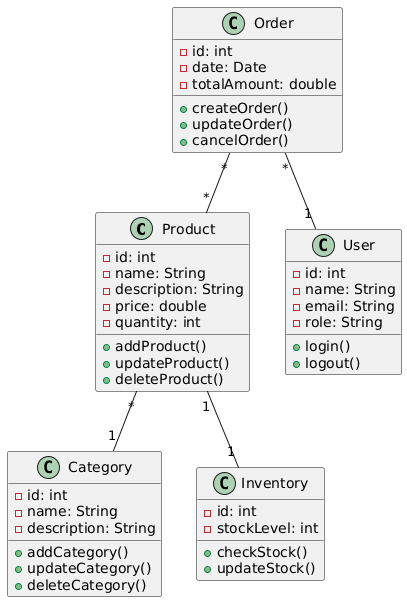 C Order
id: int
date: Date
totalAmount: double
createOrder()
updateOrder()
cancelOrder()
* *
* 1
C Product
id: int
name: String
description: String
price: double
quantity: int
addProduct()
updateProduct()
deleteProduct()
C User
id: int
name: String
email: String
role: String
login()
logout()
* 1
1 1
C Category
id: int
name: String
description: String
addCategory()
updateCategory()
deleteCategory()
C Inventory
id: int
stockLevel: int
checkStock()
updateStock()